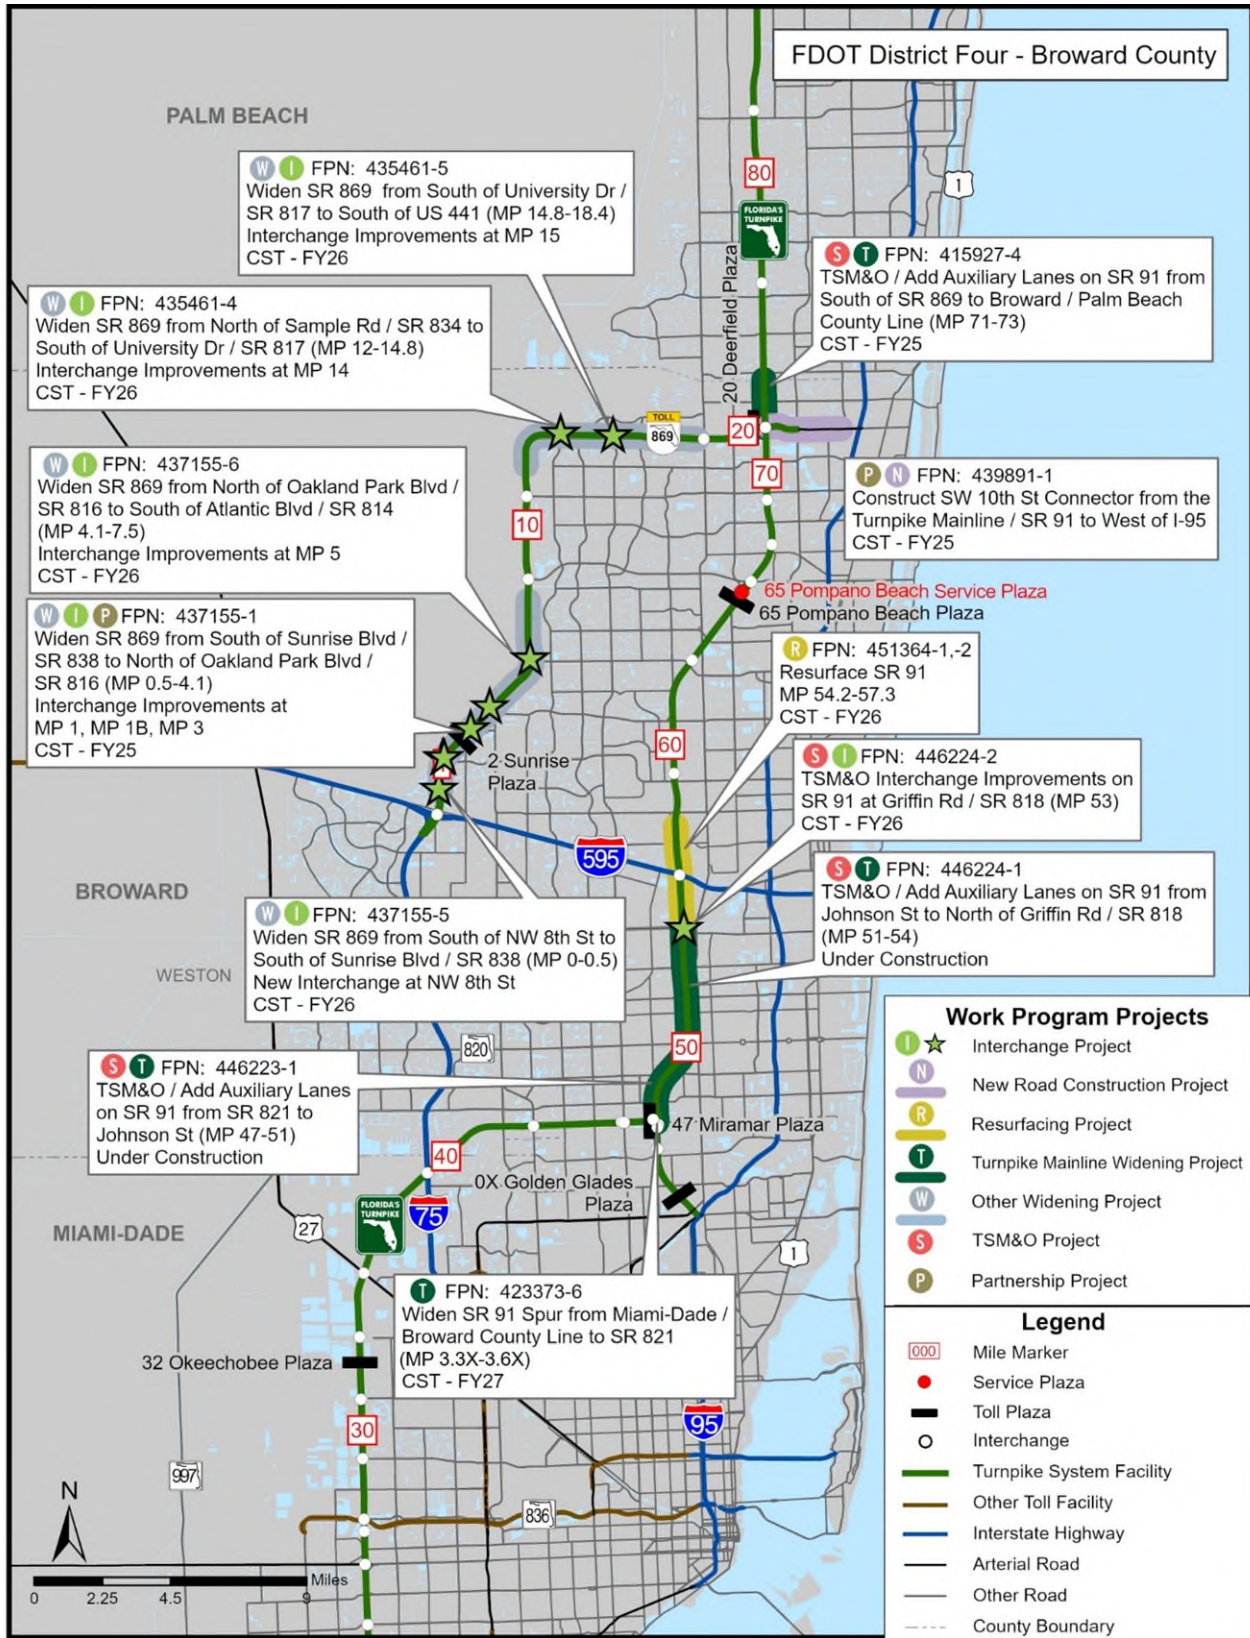 FDOT District Four - Broward County
PALM BEACH
80
1
FLORIDA'S
TURNPIKE
W I FPN: 435461-5
Widen SR 869 from South of University Dr /
SR 817 to South of US 441 (MP 14.8-18.4)
Interchange Improvements at MP 15
CST - FY26
S T FPN: 415927-4
TSM&O / Add Auxiliary Lanes on SR 91 from
South of SR 869 to Broward / Palm Beach
County Line (MP 71-73)
CST - FY25
W I FPN: 435461-4
Widen SR 869 from North of Sample Rd / SR 834 to
South of University Dr / SR 817 (MP 12-14.8)
Interchange Improvements at MP 14
CST - FY26
20 Deerfield Plaza
TOLL
869
20
70
W I FPN: 437155-6
Widen SR 869 from North of Oakland Park Blvd /
SR 816 to South of Atlantic Blvd / SR 814
(MP 4.1-7.5)
Interchange Improvements at MP 5
CST - FY26
10
P N FPN: 439891-1
Construct SW 10th St Connector from the
Turnpike Mainline / SR 91 to West of I-95
CST - FY25
65 Pompano Beach Service Plaza
65 Pompano Beach Plaza
W I P FPN: 437155-1
Widen SR 869 from South of Sunrise Blvd /
SR 838 to North of Oakland Park Blvd /
SR 816 (MP 0.5-4.1)
Interchange Improvements at
MP 1, MP 1B, MP 3
CST - FY25
R FPN: 451364-1,-2
Resurface SR 91
MP 54.2-57.3
CST - FY26
60
2 Sunrise
Plaza
S I FPN: 446224-2
TSM&O Interchange Improvements on
SR 91 at Griffin Rd / SR 818 (MP 53)
CST - FY26
595
BROWARD
S T FPN: 446224-1
TSM&O / Add Auxiliary Lanes on SR 91 from
Johnson St to North of Griffin Rd / SR 818
(MP 51-54)
Under Construction
W I FPN: 437155-5
Widen SR 869 from South of NW 8th St to
South of Sunrise Blvd / SR 838 (MP 0-0.5)
New Interchange at NW 8th St
CST - FY26
WESTON
820
50
S T FPN: 446223-1
TSM&O / Add Auxiliary Lanes
on SR 91 from SR 821 to
Johnson St (MP 47-51)
Under Construction
47 Miramar Plaza
40
0X Golden Glades
Plaza
FLORIDA'S
TURNPIKE
75
27
MIAMI-DADE
1
T FPN: 423373-6
Widen SR 91 Spur from Miami-Dade /
Broward County Line to SR 821
(MP 3.3X-3.6X)
CST - FY27
32 Okeechobee Plaza
30
95
997
836
N
Miles
0 2.25 4.5 9
Work Program Projects
I Interchange Project
N New Road Construction Project
R Resurfacing Project
T Turnpike Mainline Widening Project
W Other Widening Project
S TSM&O Project
P Partnership Project
Legend
000 Mile Marker
Service Plaza
Toll Plaza
Interchange
Turnpike System Facility
Other Toll Facility
Interstate Highway
Arterial Road
Other Road
County Boundary